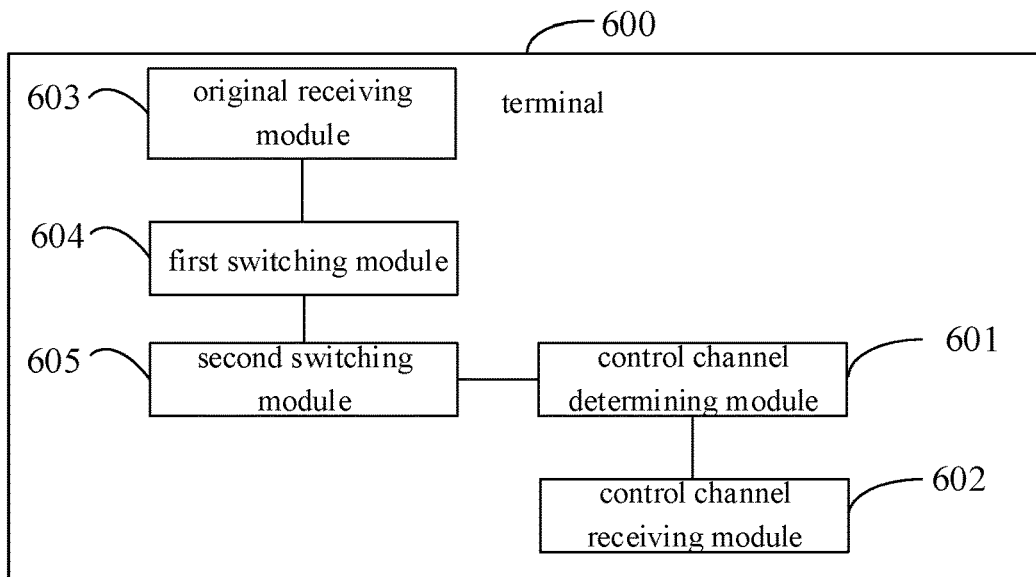 600
603
original receiving
module
terminal
604
first switching module
605
second switching
module
control channel
determining module
601
control channel
receiving module
602